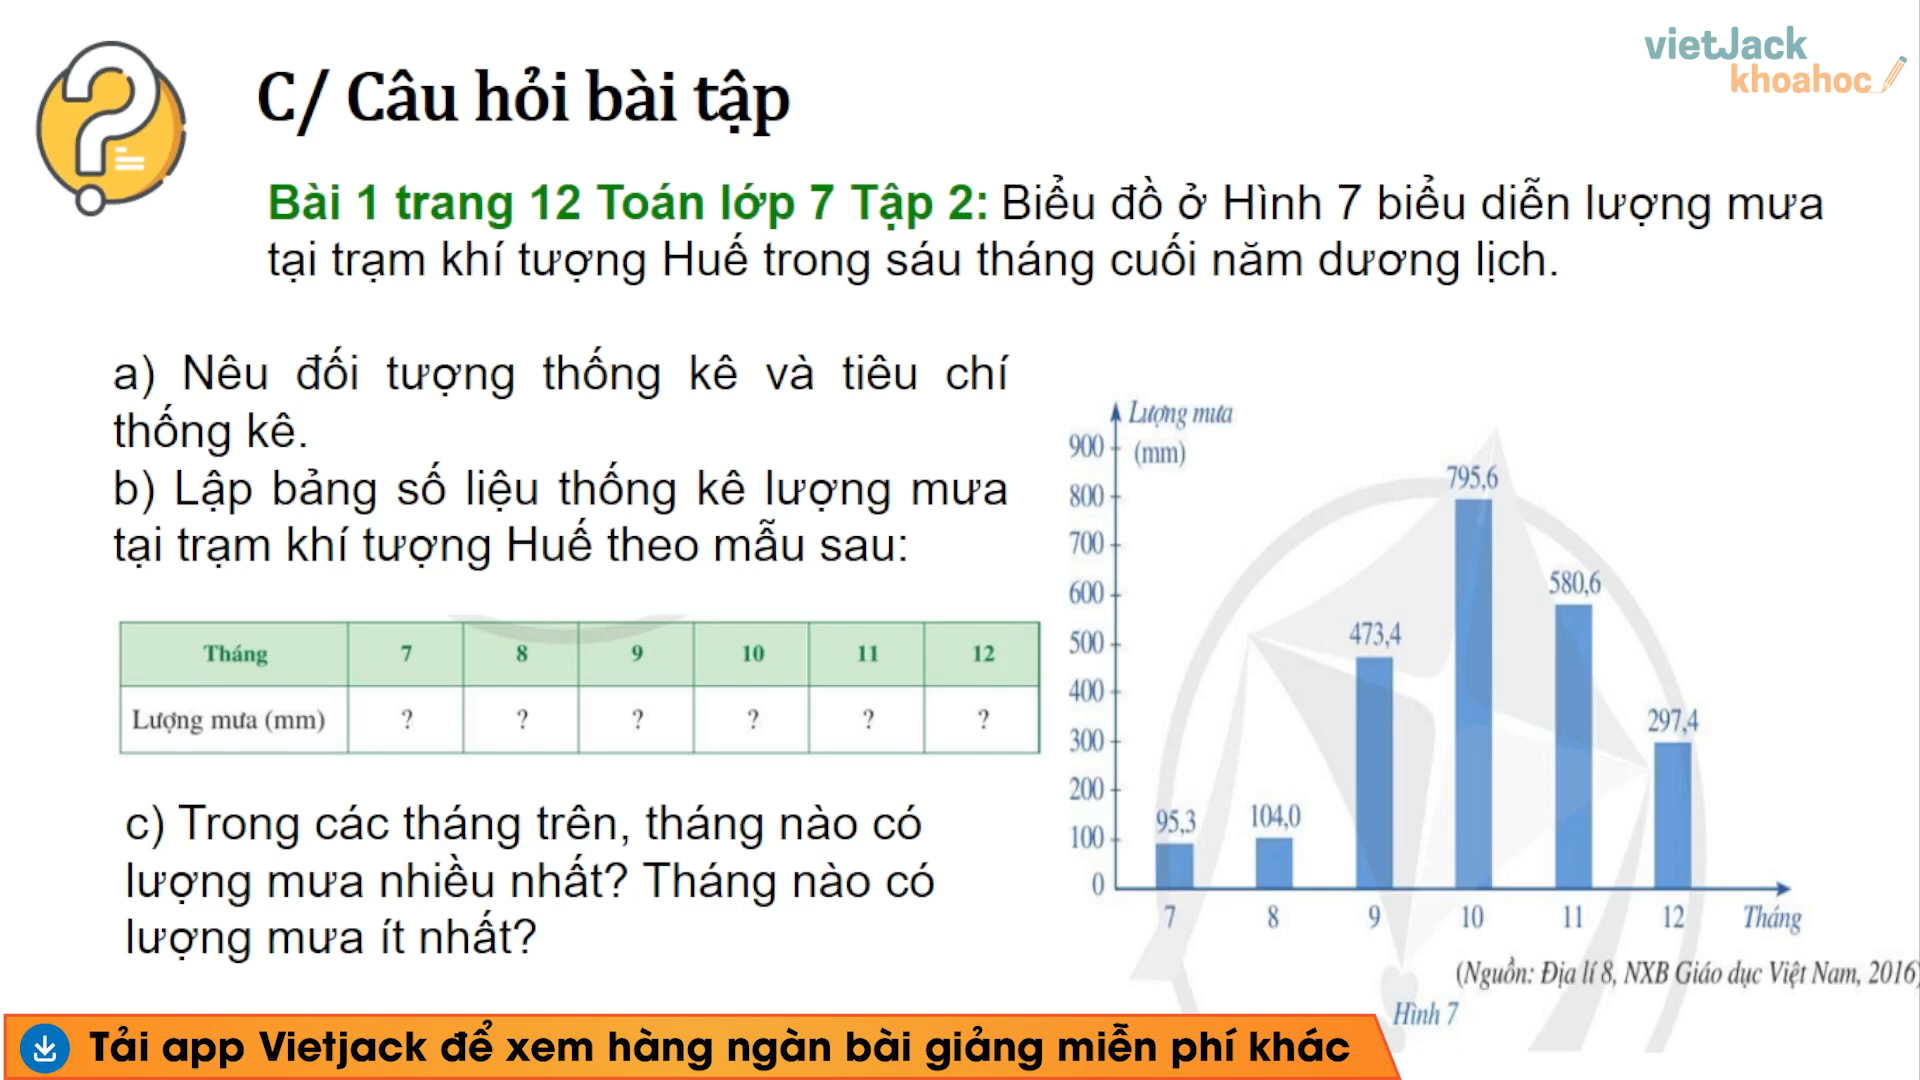 vietJack
khoahoc
C/ Câu hỏi bài tập
Bài 1 trang 12 Toán lớp 7 Tập 2: Biểu đồ ở Hình 7 biểu diễn lượng mưa
tại trạm khí tượng Huế trong sáu tháng cuối năm dương lịch.
a) Nêu đối tượng thống kê và tiêu chí
thống kê.
b) Lập bảng số liệu thống kê lượng mưa
tại trạm khí tượng Huế theo mẫu sau:
Tháng 7 8 9 10 11 12
Lượng mưa (mm) ? ? ? ? ? ?
c) Trong các tháng trên, tháng nào có
lượng mưa nhiều nhất? Tháng nào có
lượng mưa ít nhất?
Lượng mưa
(mm)
900
800
700
600
500
400
300
200
100
0
95,3
104,0
473,4
795,6
580,6
297,4
7 8 9 10 11 12 Tháng
(Nguồn: Địa lí 8, NXB Giáo dục Việt Nam, 2016)
Hình 7
Tải app Vietjack để xem hàng ngàn bài giảng miễn phí khác